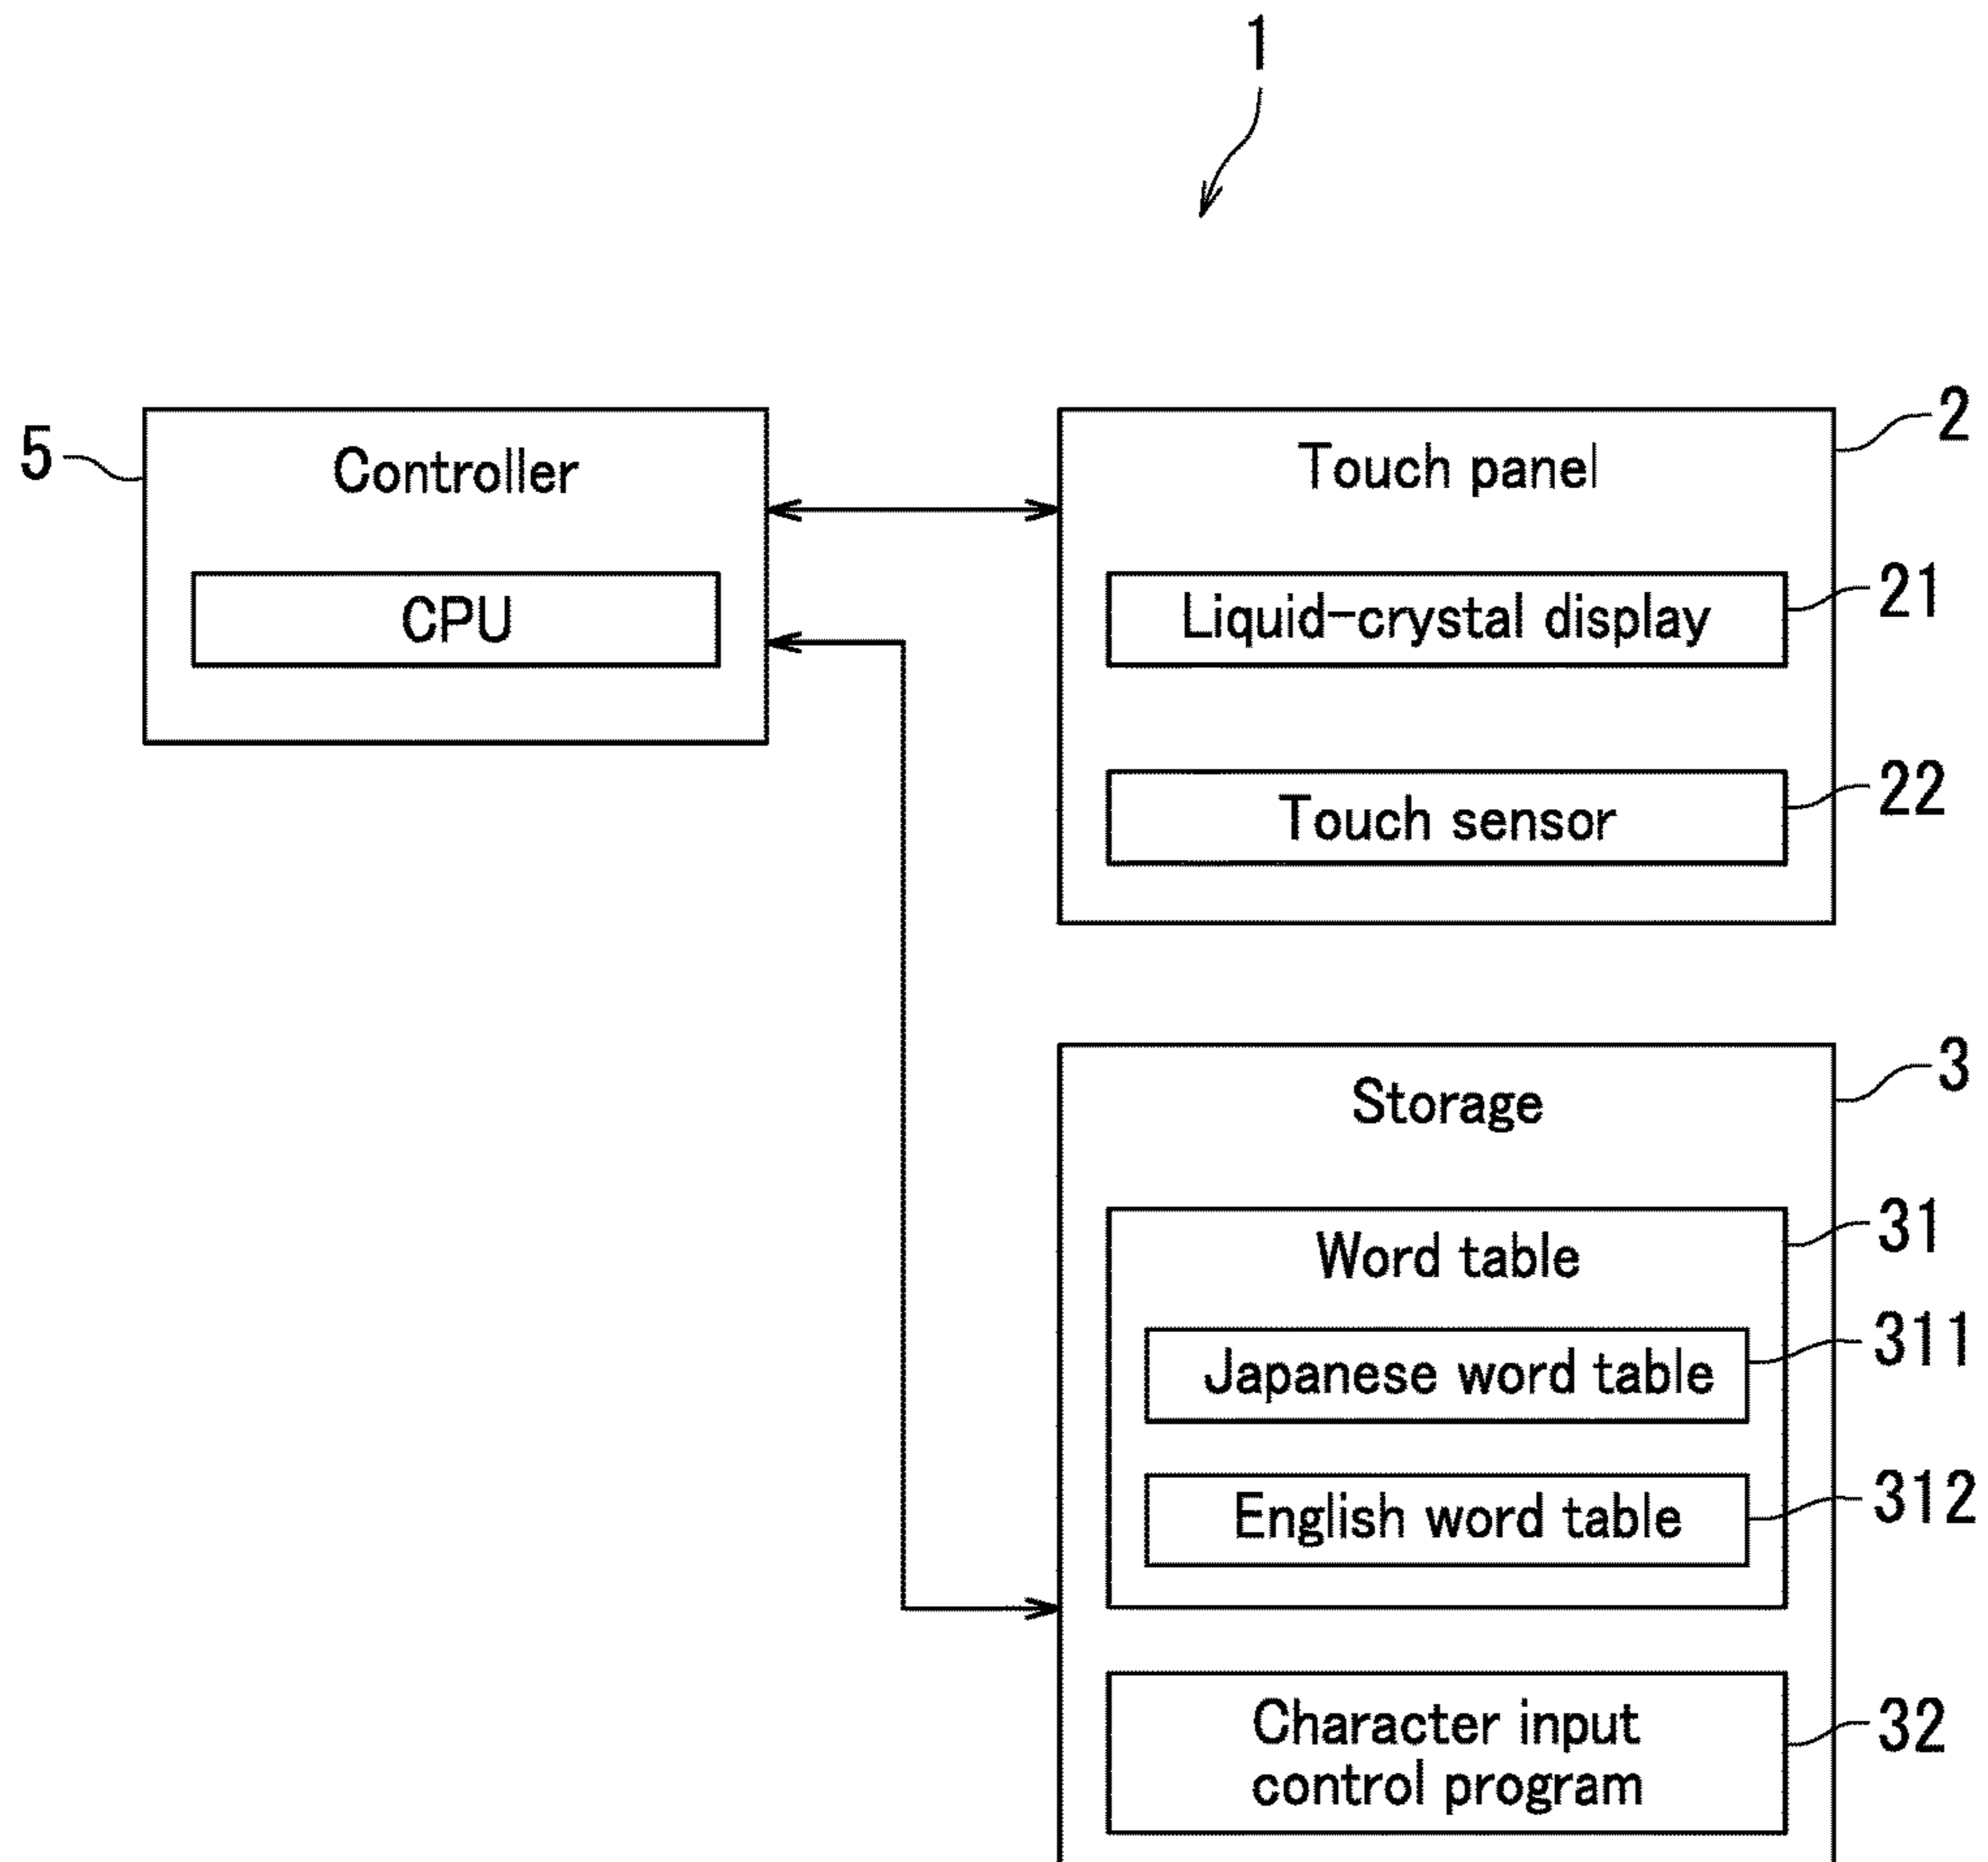 1
5
Controller
CPU
2
Touch panel
Liquid-crystal display
21
Touch sensor
22
3
Storage
31
Word table
311
Japanese word table
312
English word table
32
Character input
control program